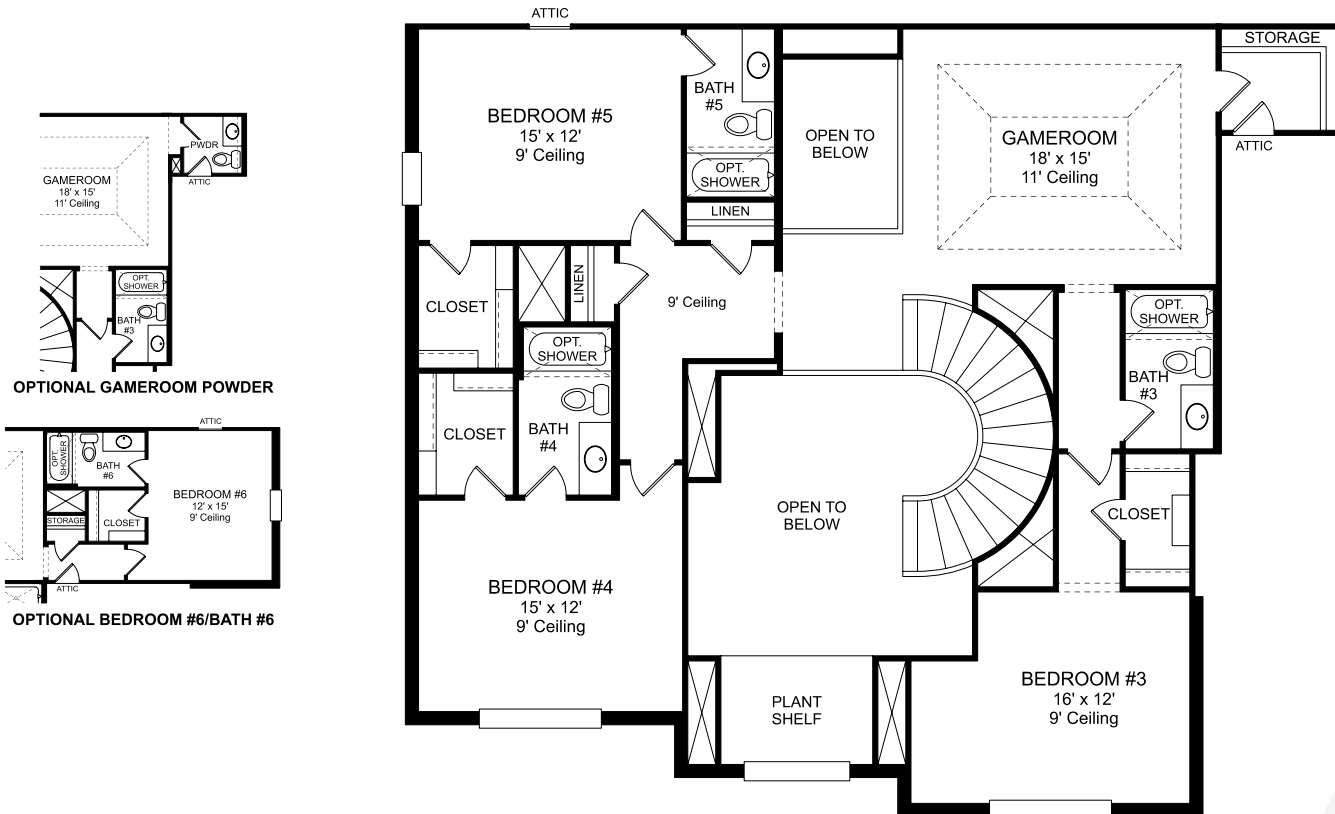 ATTIC
STORAGE
BEDROOM #5
15' x 12'
9' Ceiling
BATH
#5
OPT.
SHOWER
LINEN
OPEN TO
BELOW
GAMEROOM
18' x 15'
11' Ceiling
ATTIC
CLOSET
LINEN
9' Ceiling
OPT.
SHOWER
CLOSET
BATH
#4
OPT.
SHOWER
BATH
#3
CLOSET
OPEN TO
BELOW
BEDROOM #4
15' x 12'
9' Ceiling
PLANT
SHELF
BEDROOM #3
16' x 12'
9' Ceiling
PWDR
ATTIC
GAMEROOM
18' x 15'
11' Ceiling
OPT.
SHOWER
BATH
#3
OPTIONAL GAMEROOM POWDER
ATTIC
OPT.
SHOWER
BATH
#6
BEDROOM #6
12' x 15'
9' Ceiling
STORAGE
CLOSET
ATTIC
OPTIONAL BEDROOM #6/BATH #6